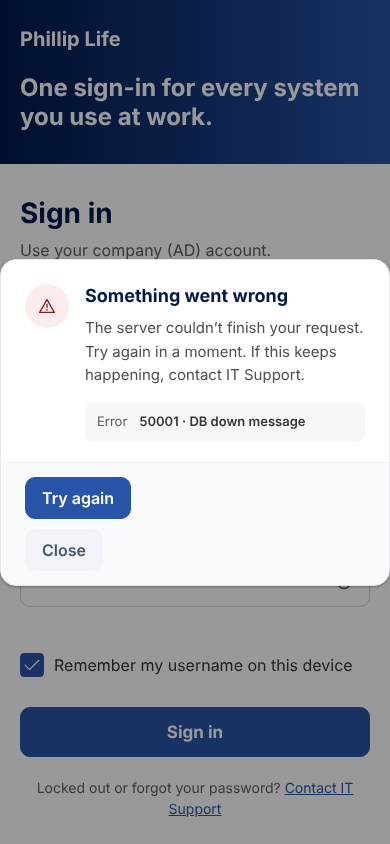 Phillip Life
One sign-in for every system
you use at work.
Sign in
Use your company (AD) account.
Something went wrong
The server couldn’t finish your request.
Try again in a moment. If this keeps
happening, contact IT Support.
Error 50001 · DB down message
Try again
Close
Remember my username on this device
Sign in
Locked out or forgot your password? Contact IT
Support